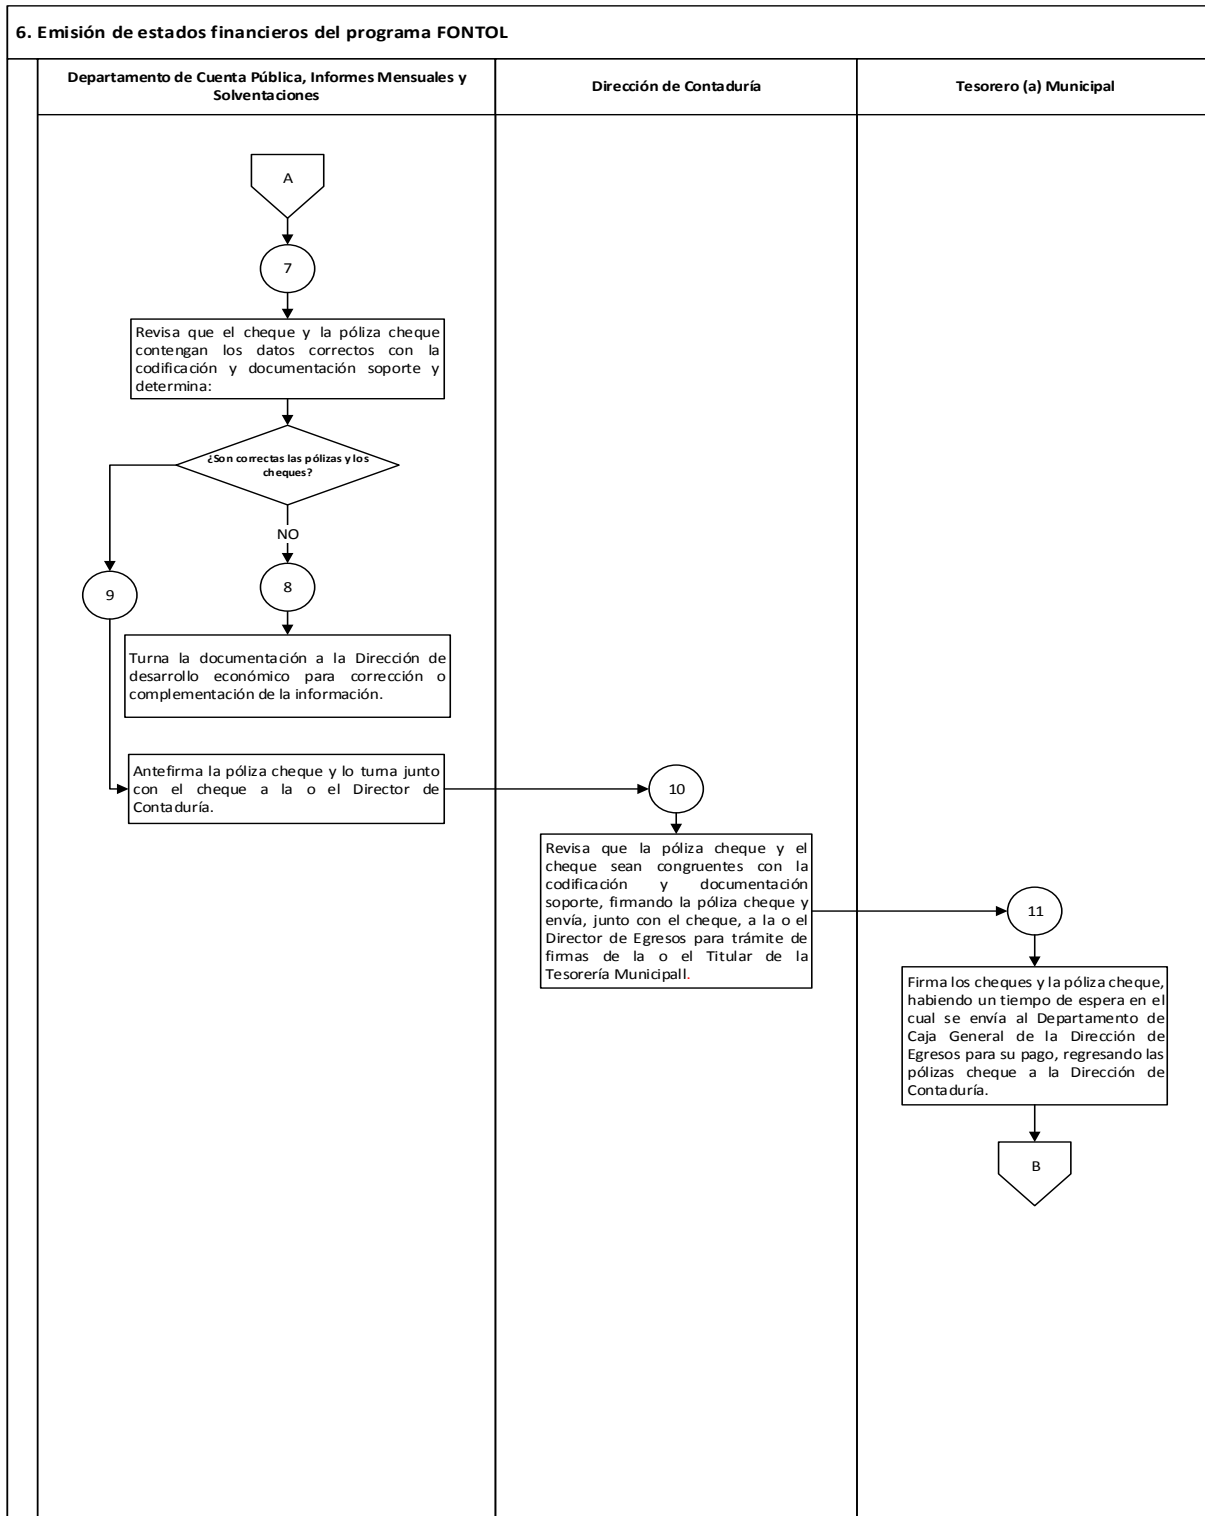 6. Emisión de estados financieros del programa FONTOL
Departamento de Cuenta Pública, Informes Mensuales y
Solventaciones
Dirección de Contaduría
Tesorero (a) Municipal
A
7
Revisa que el cheque y la póliza cheque
contengan los datos correctos con la
codificación y documentación soporte y
determina:
¿Son correctas las pólizas y los
cheques?
NO
9
8
Turna la documentación a la Dirección de
desarrollo económico para corrección o
complementación de la información.
Antefirma la póliza cheque y lo turna junto
con el cheque a la o el Director de
Contaduría.
10
Revisa que la póliza cheque y el
cheque sean congruentes con la
codificación y documentación
soporte, firmando la póliza cheque y
envía, junto con el cheque, a la o el
Director de Egresos para trámite de
firmas de la o el Titular de la
Tesorería Municipall.
11
Firma los cheques y la póliza cheque,
habiendo un tiempo de espera en el
cual se envía al Departamento de
Caja General de la Dirección de
Egresos para su pago, regresando las
pólizas cheque a la Dirección de
Contaduría.
B